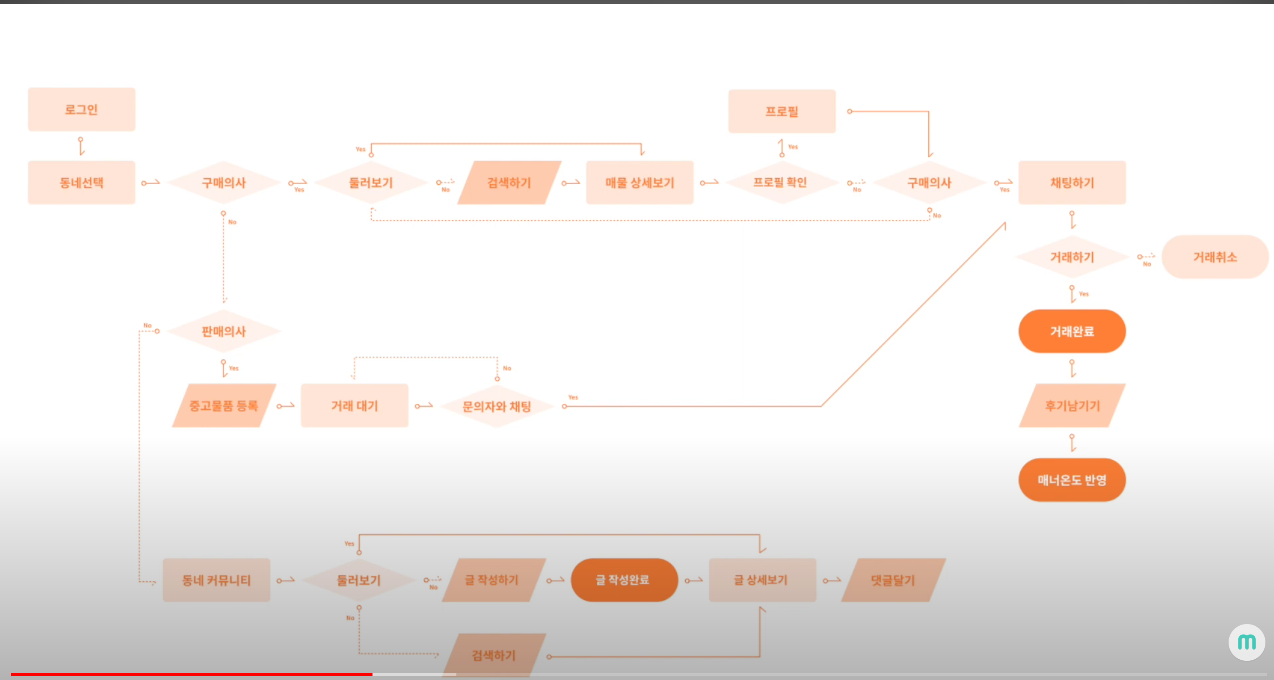 로그인
프로필
Yes
Yes
동네선택
구매의사
Yes
둘러보기
No
검색하기
매물 상세보기
프로필 확인
No
구매의사
Yes
채팅하기
No
No
거래하기
No
거래취소
Yes
No
판매의사
거래완료
Yes
No
Yes
중고물품 등록
거래 대기
문의자와 채팅
후기남기기
매너온도 반영
Yes
동네 커뮤니티
둘러보기
No
글 작성하기
글 작성완료
글 상세보기
댓글달기
No
검색하기
m